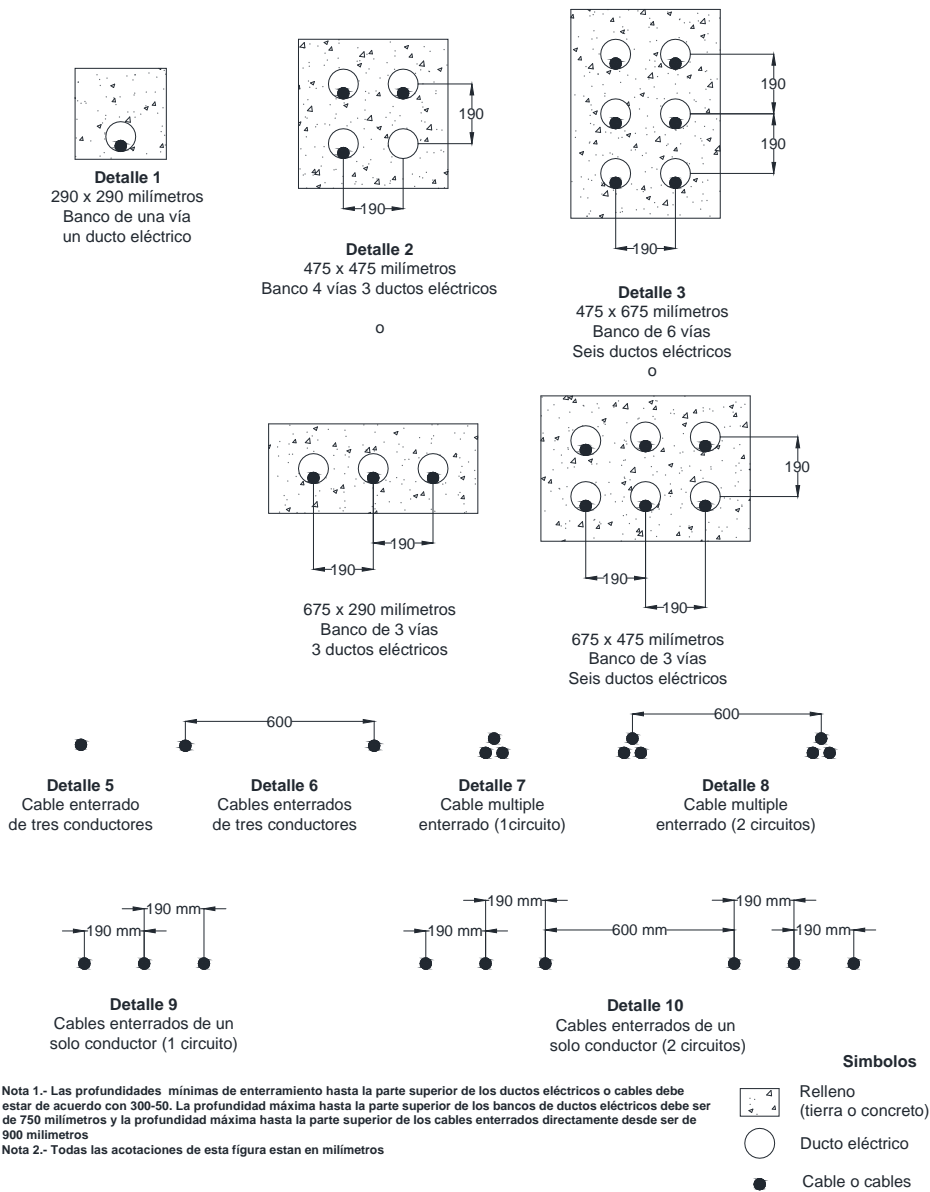 190
190
190
Detalle 1
290 x 290 milímetros
Banco de una vía
un ducto eléctrico
190
Detalle 2
475 x 475 milímetros
Banco 4 vías 3 ductos eléctricos
o
190
Detalle 3
475 x 675 milímetros
Banco de 6 vías
Seis ductos eléctricos
o
190
190
190
675 x 290 milímetros
Banco de 3 vías
3 ductos eléctricos
190
190
190
675 x 475 milímetros
Banco de 3 vías
Seis ductos eléctricos
600
600
Detalle 5
Cable enterrado
de tres conductores
Detalle 6
Cables enterrados
de tres conductores
Detalle 7
Cable multiple
enterrado (1circuito)
Detalle 8
Cable multiple
enterrado (2 circuitos)
190 mm
190 mm
Detalle 9
Cables enterrados de un
solo conductor (1 circuito)
190 mm
190 mm
600 mm
190 mm
190 mm
Detalle 10
Cables enterrados de un
solo conductor (2 circuitos)
Nota 1.- Las profundidades mínimas de enterramiento hasta la parte superior de los ductos eléctricos o cables debe
estar de acuerdo con 300-50. La profundidad máxima hasta la parte superior de los bancos de ductos eléctricos debe ser
de 750 milímetros y la profundidad máxima hasta la parte superior de los cables enterrados directamente desde ser de
900 milimetros
Nota 2.- Todas las acotaciones de esta fígura estan en milímetros
Simbolos
Relleno
(tierra o concreto)
Ducto eléctrico
Cable o cables